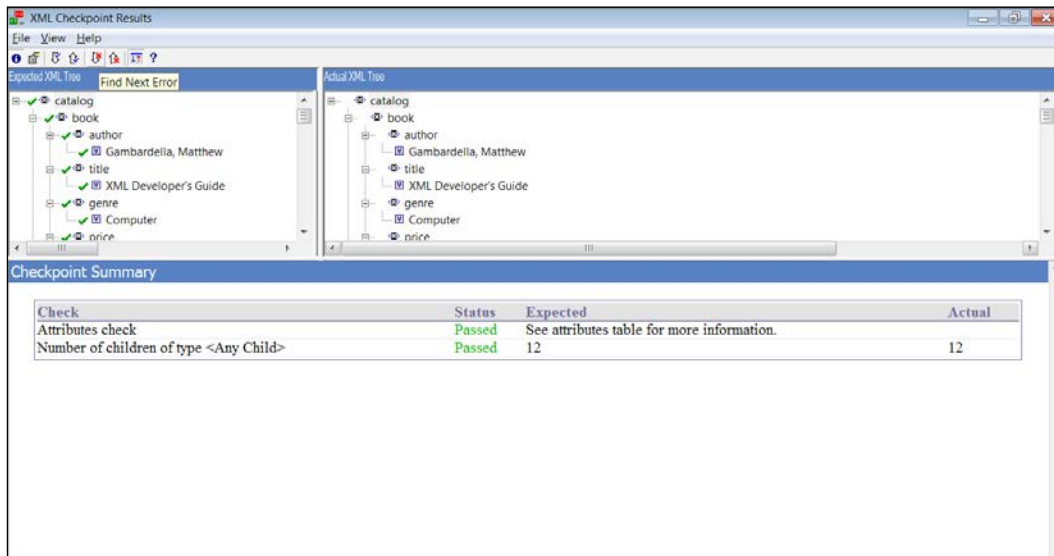 XML Checkpoint Results
File View Help
?
Expected XML Tree
Find Next Error
catalog
book
author
Gambardella, Matthew
title
XML Developer's Guide
genre
Computer
price
Actual XML Tree
catalog
book
author
Gambardella, Matthew
title
XML Developer's Guide
genre
Computer
price
Checkpoint Summary
Check Status Expected Actual
Attributes check Passed See attributes table for more information.
Number of children of type <Any Child> Passed 12 12